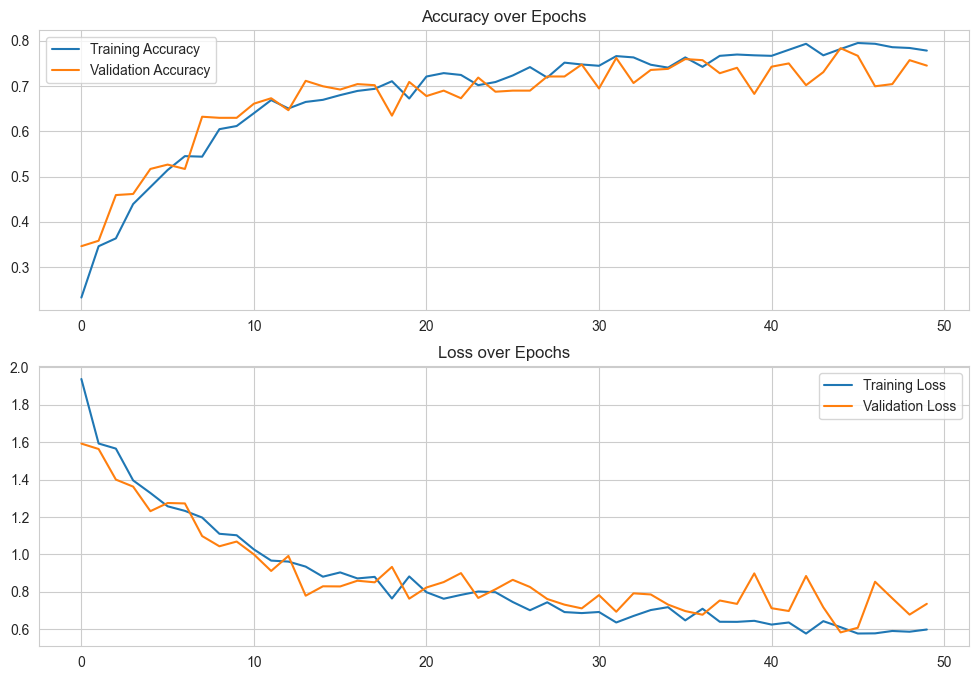 Accuracy over Epochs
Training Accuracy
Validation Accuracy
0.8
0.7
0.6
0.5
0.4
0.3
0 10 20 30 40 50
Loss over Epochs
Training Loss
Validation Loss
2.0
1.8
1.6
1.4
1.2
1.0
0.8
0.6
0 10 20 30 40 50